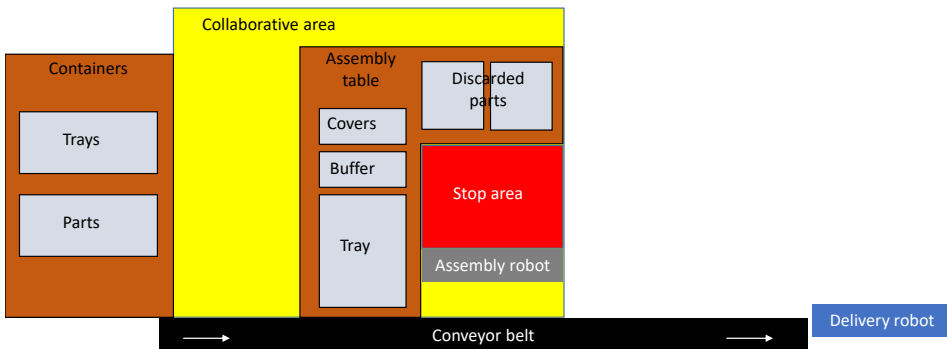 Collaborative area
Containers
Trays
Parts
Assembly
table
Covers
Buffer
Tray
Discarded
parts
Stop area
Assembly robot
Conveyor belt
Delivery robot